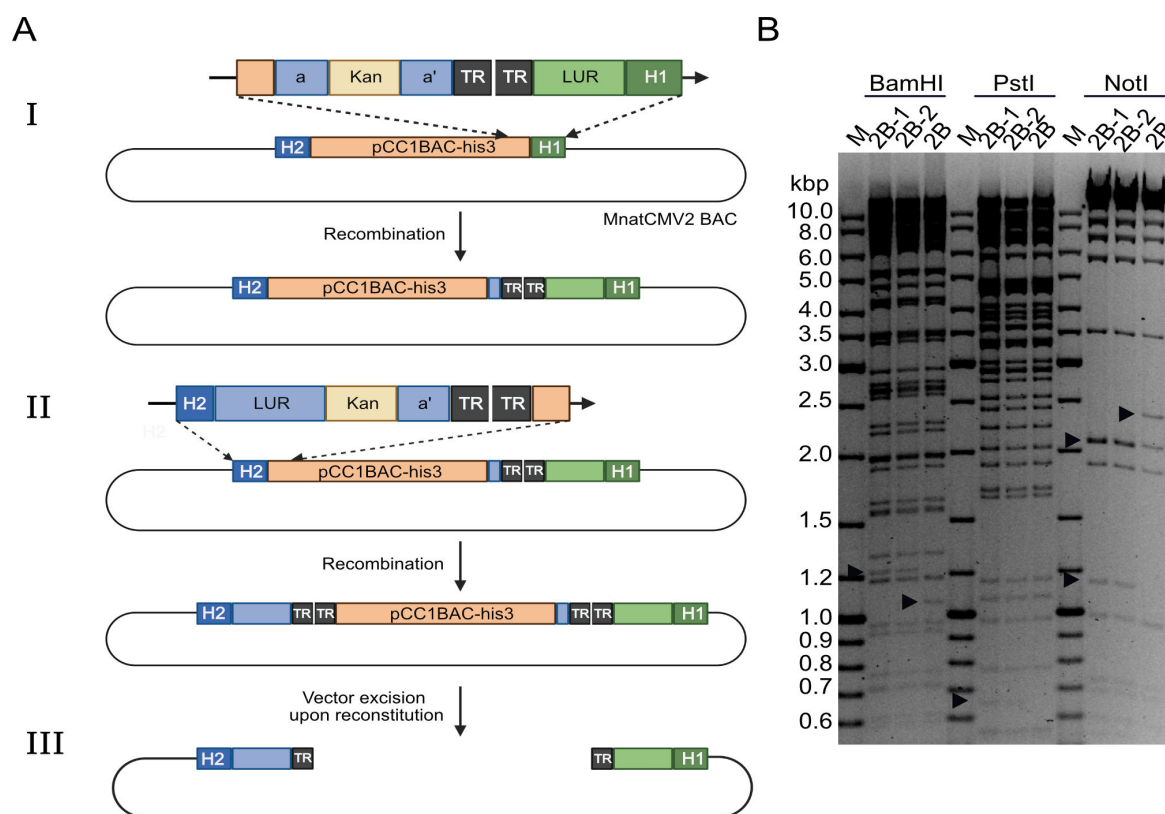 A
I
a Kan a' TR TR LUR H1
H2 pCC1BAC-his3 H1
MnatCMV2 BAC
Recombination
H2 pCC1BAC-his3 TR TR H1
II
H2 LUR Kan a' TR TR
H2
H2 pCC1BAC-his3 TR TR H1
Recombination
H2 TR TR pCC1BAC-his3 TR TR H1
Vector excision
upon reconstitution
III
H2 TR TR H1
B
BamHI PstI NotI
M 2B-1 2B-2 2B M 2B-1 2B-2 2B M 2B-1 2B-2 2B
kbp
10.0
8.0
6.0
5.0
4.0
3.5
3.0
2.5
2.0
1.5
1.2
1.0
0.9
0.8
0.7
0.6